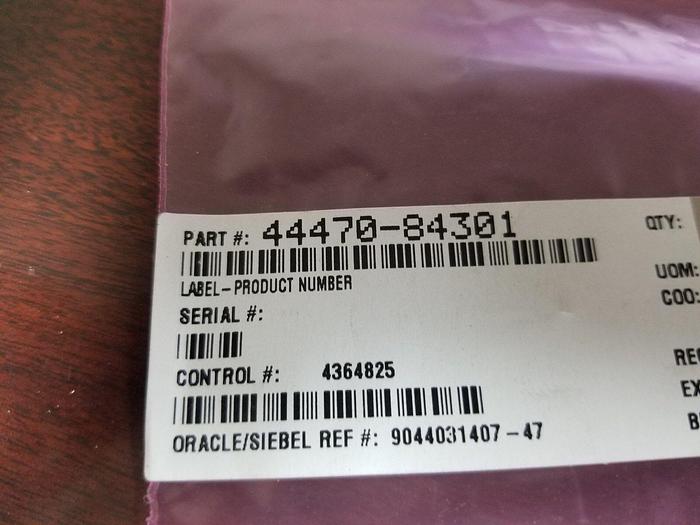 PART #: 44470-84301
QTY:
LABEL-PRODUCT NUMBER
UOM:
COO:
SERIAL #:
CONTROL #: 4364825
ORACLE/SIEBEL REF #: 9044031407-47